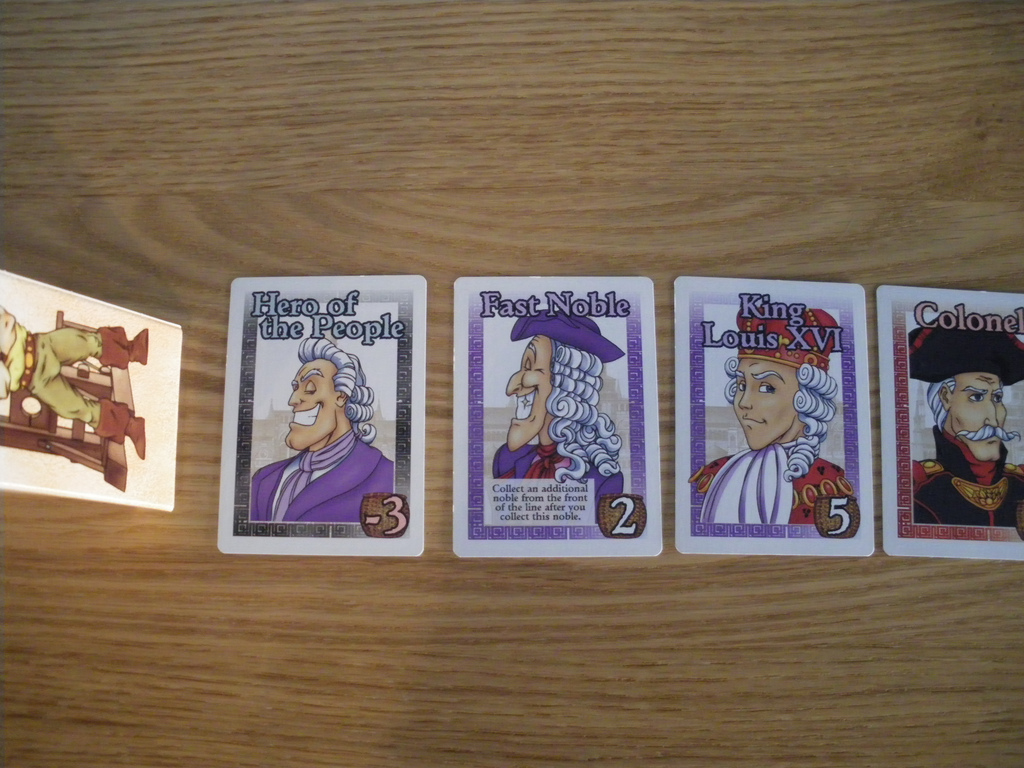 Hero of
the People
-3
Fast Noble
Collect an additional
noble from the front
of the line after you
collect this noble.
2
King
Louis XVI
5
Colonel